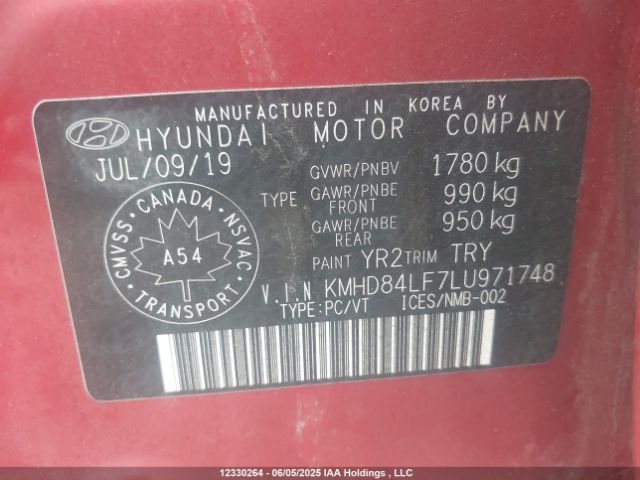 MANUFACTURED IN KOREA BY
HYUNDAI MOTOR COMPANY
JUL/09/19
GVWR/PNBV 1780 kg
TYPE GAWR/PNBE FRONT 990 kg
GAWR/PNBE REAR 950 kg
PAINT YR2 TRIM TRY
V.I.N KMHD84LF7LU971748
TYPE:PC/VT ICES/NMB-002
CANADA
CMVSS NSVAC
A54
TRANSPORT
12330264 - 06/05/2025 IAA Holdings , LLC